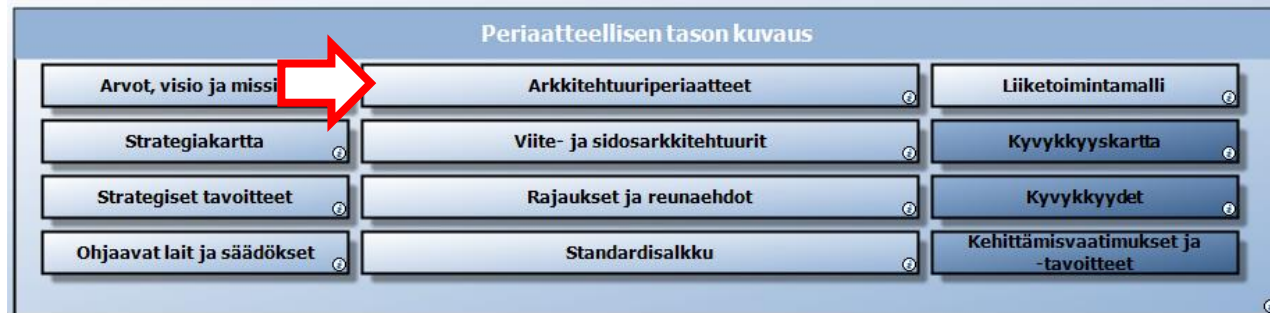 Periaatteellisen tason kuvaus
Arvot, visio ja missi
Arkkitehtuuriperiaatteet
Liiketoimintamalli
Strategiakartta
Viite- ja sidosarkkitehtuurit
Kyvykkyyskartta
Strategiset tavoitteet
Rajaukset ja reunaehdot
Kyvykkyydet
Ohjaavat lait ja säädökset
Standardisalkku
Kehittämisvaatimukset ja
-tavoitteet